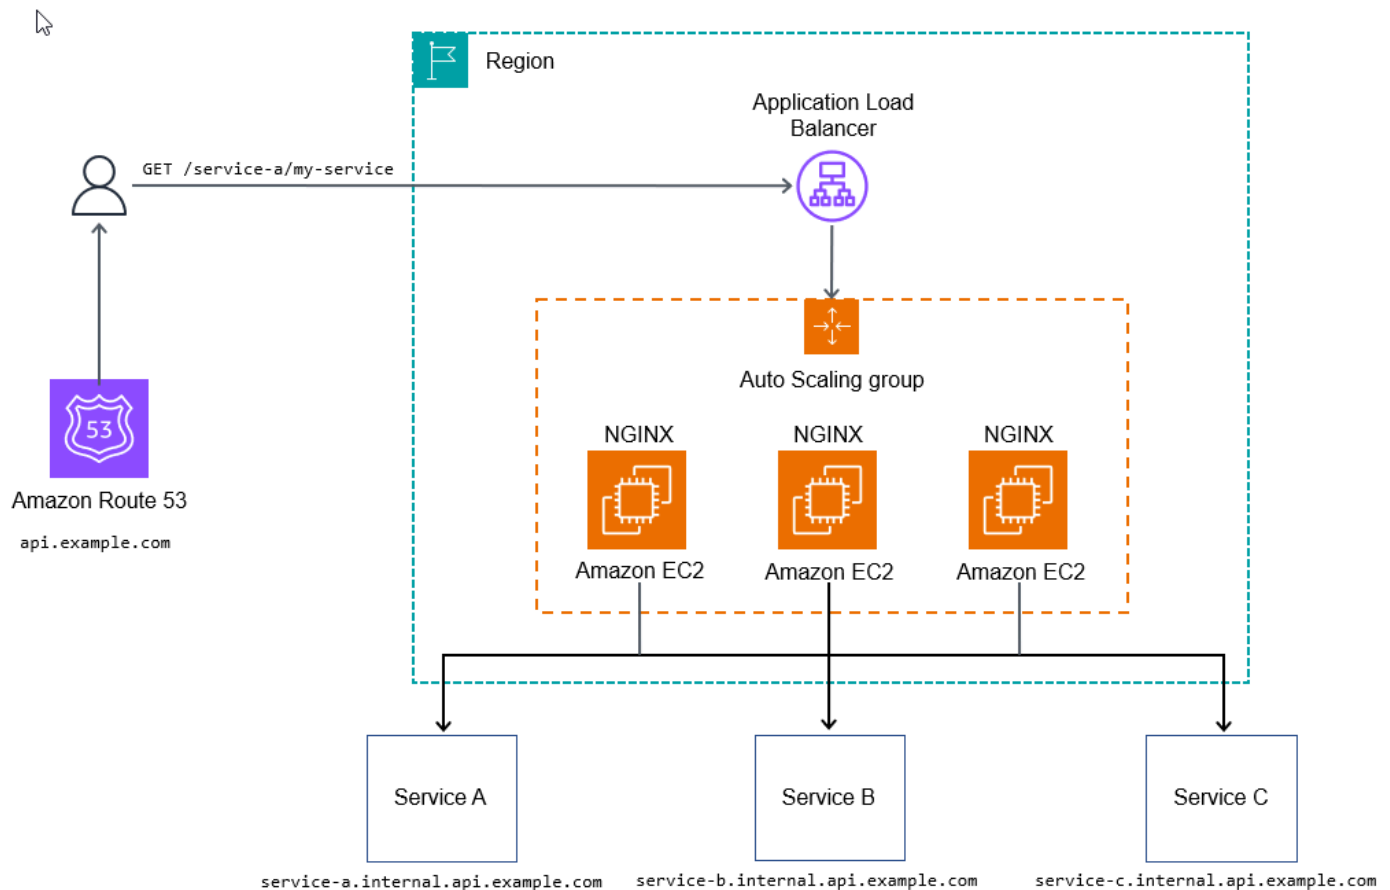 Region
Application Load
Balancer
GET /service-a/my-service
Auto Scaling group
NGINX
NGINX
NGINX
53
Amazon Route 53
api.example.com
Amazon EC2
Amazon EC2
Amazon EC2
Service A
Service B
Service C
service-a.internal.api.example.com
service-b.internal.api.example.com
service-c.internal.api.example.com